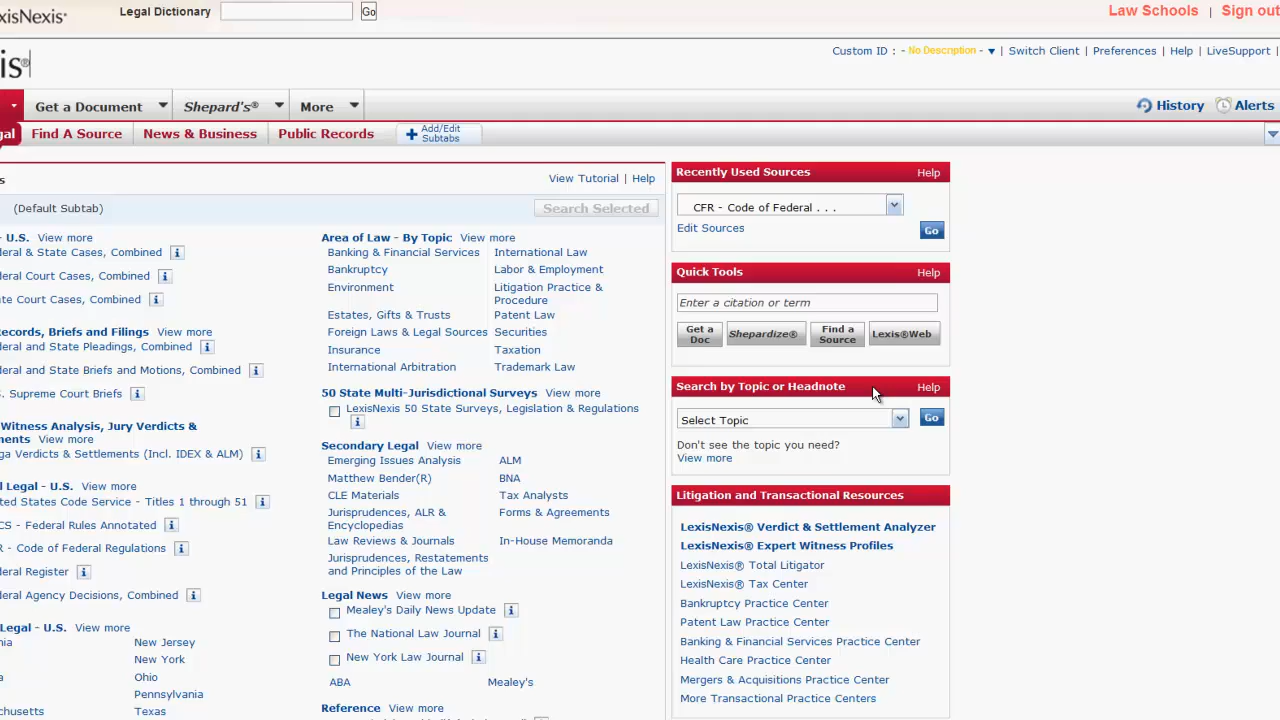 xisNexis®
Legal Dictionary
Go
Law Schools | Sign out
is®
Custom ID : - No Description - | Switch Client | Preferences | Help | LiveSupport |
Get a Document
Shepard's®
More
History
Alerts
gal
Find A Source
News & Business
Public Records
Add/Edit
Subtabs
s
View Tutorial | Help
(Default Subtab)
Search Selected
- U.S. View more
deral & State Cases, Combined
deral Court Cases, Combined
te Court Cases, Combined
Records, Briefs and Filings View more
deral and State Pleadings, Combined
deral and State Briefs and Motions, Combined
. Supreme Court Briefs
Witness Analysis, Jury Verdicts &
ments View more
ga Verdicts & Settlements (Incl. IDEX & ALM)
gal - U.S. View more
ted States Code Service - Titles 1 through 51
CS - Federal Rules Annotated
R - Code of Federal Regulations
deral Register
deral Agency Decisions, Combined
Legal - U.S. View more
nia New Jersey
New York
a Ohio
Pennsylvania
chusetts Texas
Area of Law - By Topic View more
Banking & Financial Services
Bankruptcy
Environment
Estates, Gifts & Trusts
Foreign Laws & Legal Sources
Insurance
International Arbitration
International Law
Labor & Employment
Litigation Practice &
Procedure
Patent Law
Securities
Taxation
Trademark Law
50 State Multi-Jurisdictional Surveys View more
LexisNexis 50 State Surveys, Legislation & Regulations
Secondary Legal View more
Emerging Issues Analysis
Matthew Bender(R)
CLE Materials
Jurisprudences, ALR &
Encyclopedias
Law Reviews & Journals
Jurisprudences, Restatements
and Principles of the Law
ALM
BNA
Tax Analysts
Forms & Agreements
In-House Memoranda
Legal News View more
Mealey's Daily News Update
The National Law Journal
New York Law Journal
ABA Mealey's
Reference View more
Recently Used Sources Help
CFR - Code of Federal . . .
Edit Sources
Go
Quick Tools Help
Enter a citation or term
Get a
Doc
Shepardize®
Find a
Source
Lexis®Web
Search by Topic or Headnote Help
Select Topic
Go
Don't see the topic you need?
View more
Litigation and Transactional Resources
LexisNexis® Verdict & Settlement Analyzer
LexisNexis® Expert Witness Profiles
LexisNexis® Total Litigator
LexisNexis® Tax Center
Bankruptcy Practice Center
Patent Law Practice Center
Banking & Financial Services Practice Center
Health Care Practice Center
Mergers & Acquisitions Practice Center
More Transactional Practice Centers